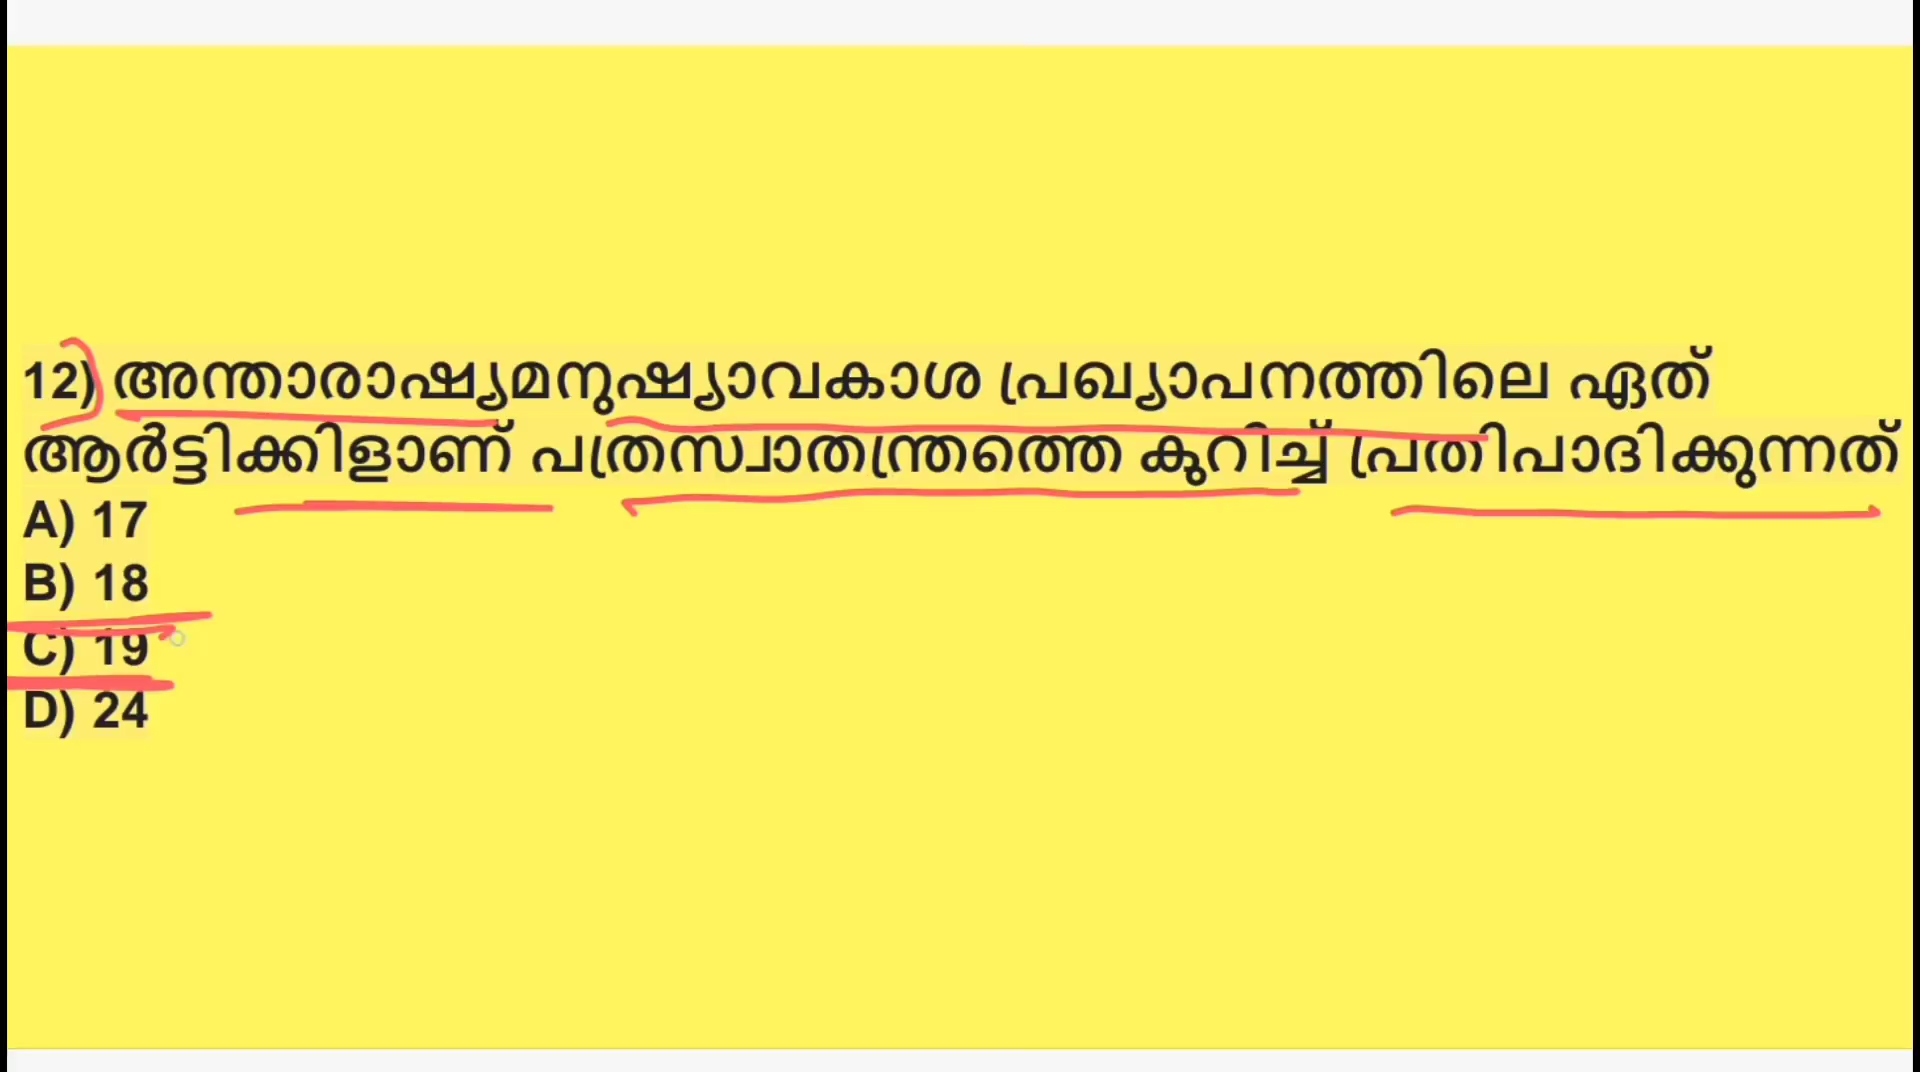 12) അന്താരാഷ്യമനുഷ്യാവകാശ പ്രഖ്യാപനത്തിലെ ഏത്
ആർട്ടിക്കിളാണ് പത്രസ്വാതന്ത്രത്തെ കുറിച്ച് പ്രതിപാദിക്കുന്നത്
A) 17
B) 18
C) 19
D) 24